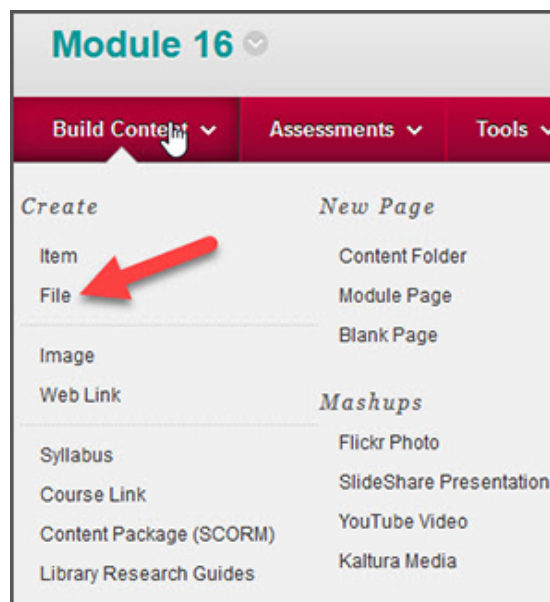 Module 16
Build Content
Assessments
Tools
Create
Item
File
Image
Web Link
Syllabus
Course Link
Content Package (SCORM)
Library Research Guides
New Page
Content Folder
Module Page
Blank Page
Mashups
Flickr Photo
SlideShare Presentation
YouTube Video
Kaltura Media